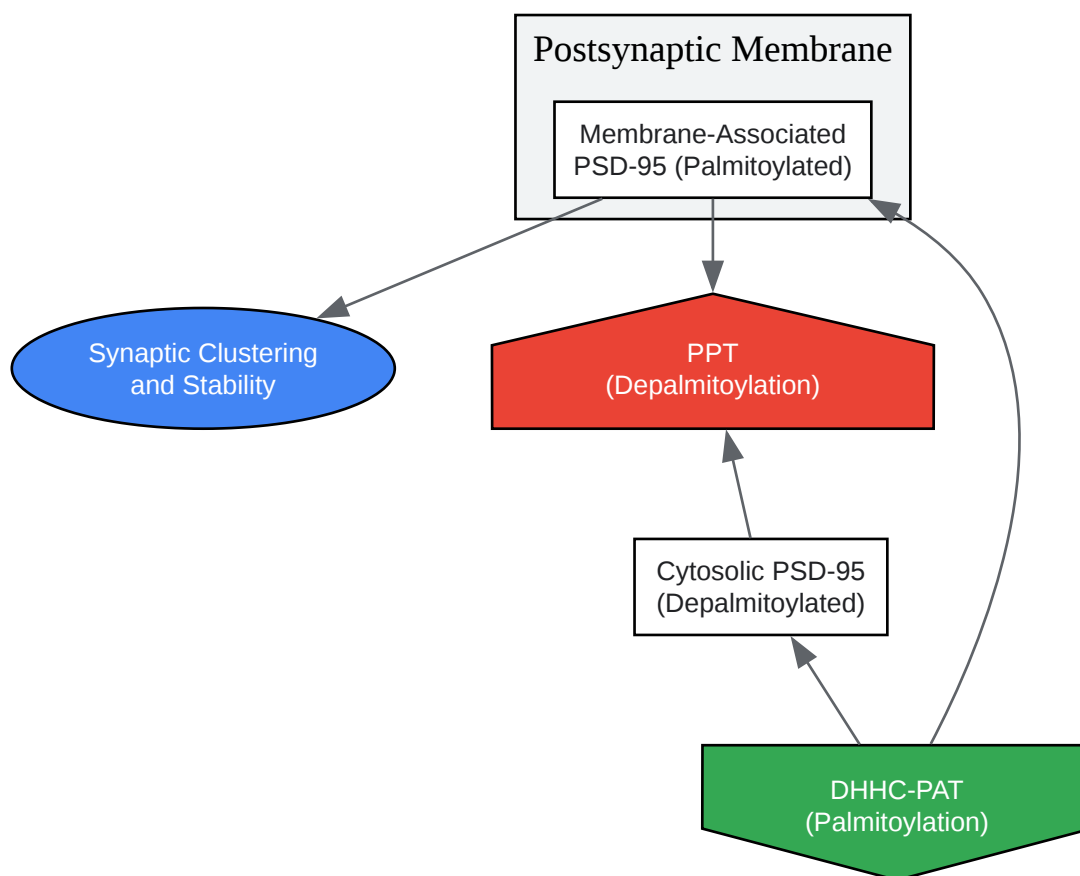 Postsynaptic Membrane
Membrane-Associated
PSD-95 (Palmitoylated)
Synaptic Clustering
and Stability
PPT
(Depalmitoylation)
Cytosolic PSD-95
(Depalmitoylated)
DHHC-PAT
(Palmitoylation)